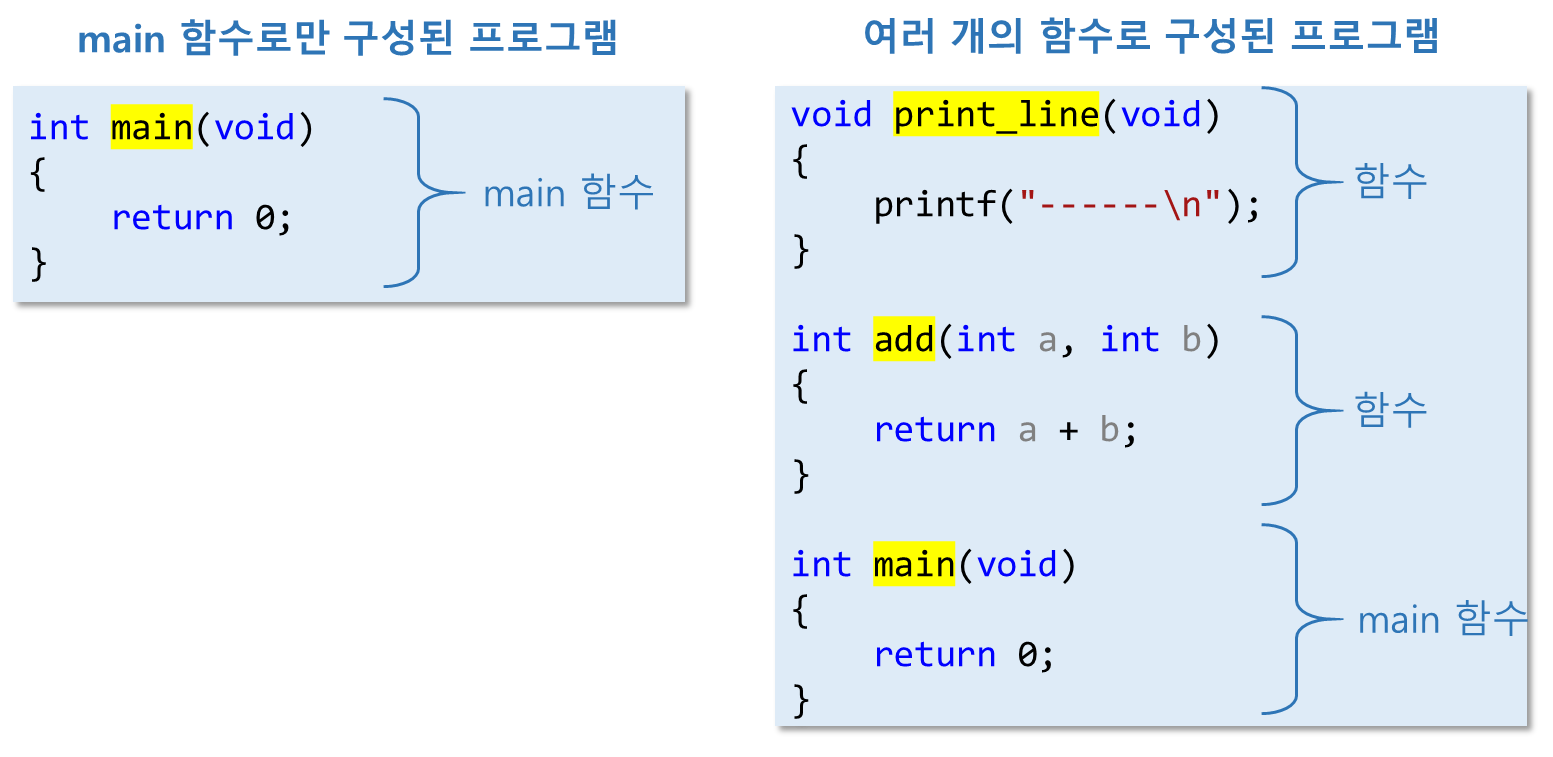 main 함수로만 구성된 프로그램
int main(void)
{
return 0;
}
main 함수
여러 개의 함수로 구성된 프로그램
void print_line(void)
{
printf("------\n");
}
함수
int add(int a, int b)
{
return a + b;
}
함수
int main(void)
{
return 0;
}
main 함수